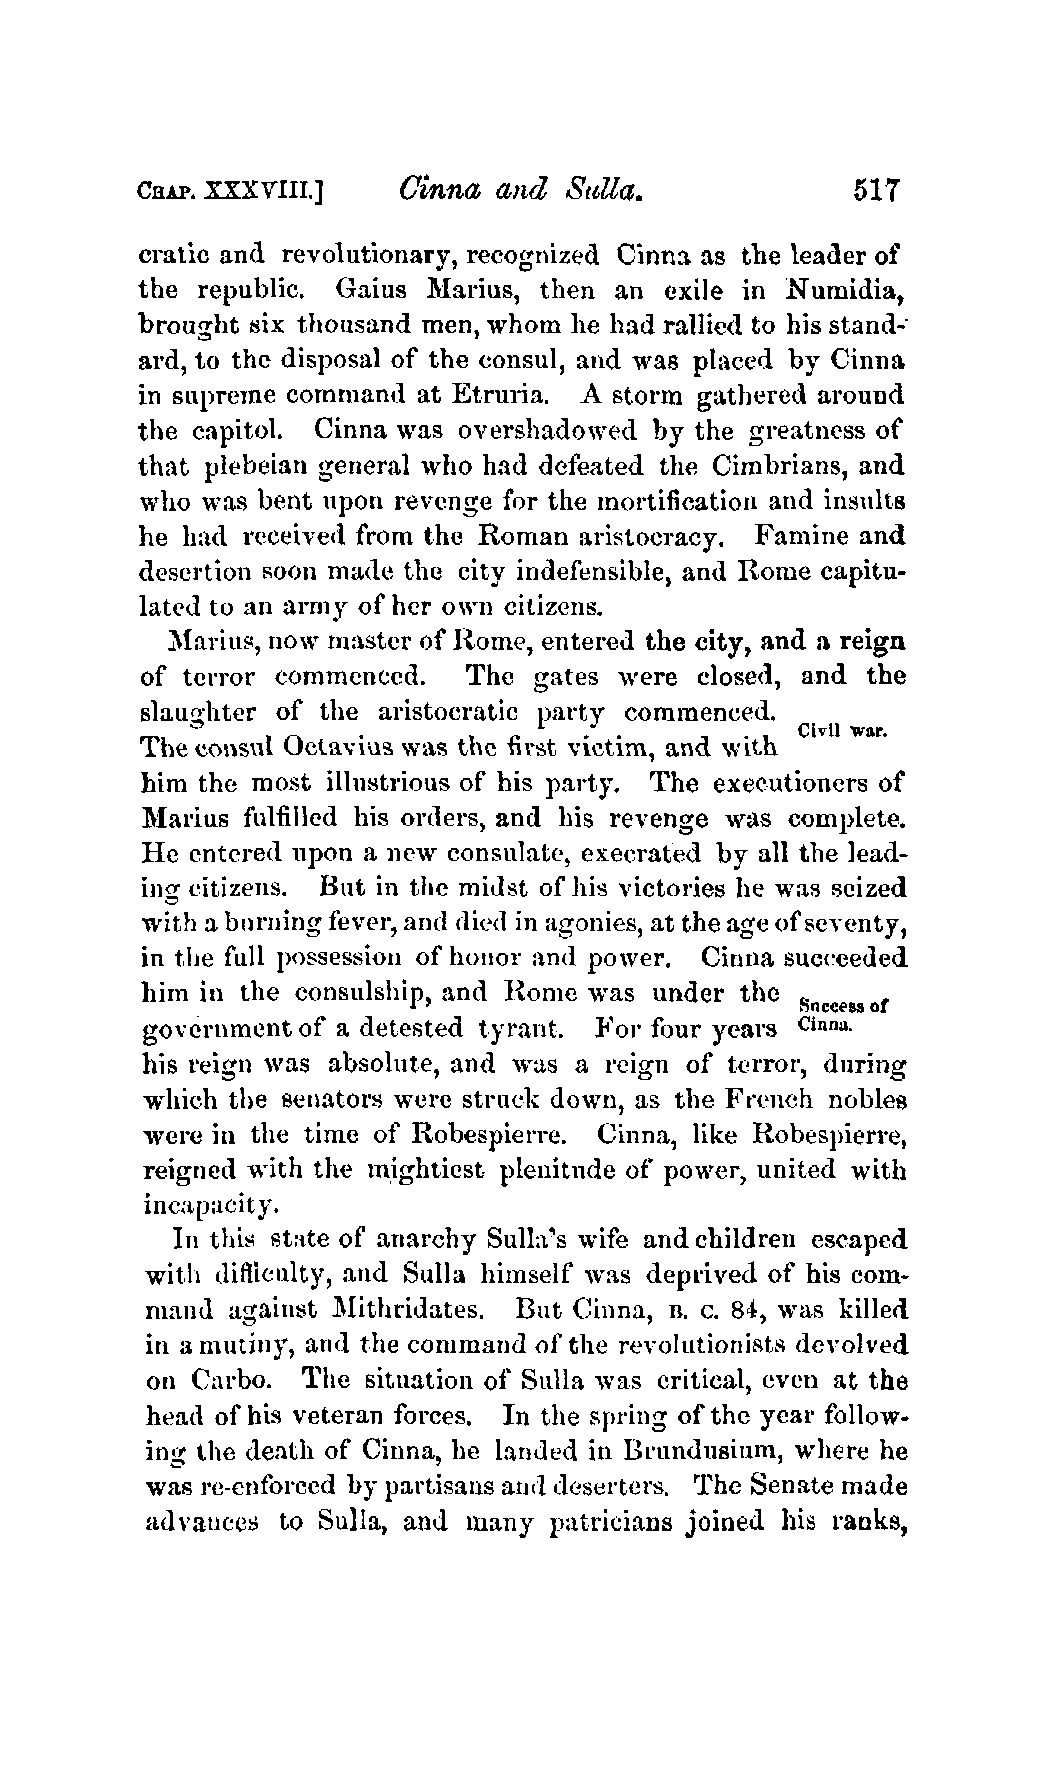 CHAP. XXXVIII.] Cinna and Sulla. 517
cratic and revolutionary, recognized Cinna as the leader of
the republic. Gaius Marius, then an exile in Numidia,
brought six thousand men, whom he had rallied to his stand-
ard, to the disposal of the consul, and was placed by Cinna
in supreme command at Etruria. A storm gathered around
the capitol. Cinna was overshadowed by the greatness of
that plebeian general who had defeated the Cimbrians, and
who was bent upon revenge for the mortification and insults
he had received from the Roman aristocracy. Famine and
desertion soon made the city indefensible, and Rome capitu-
lated to an army of her own citizens.
Marius, now master of Rome, entered the city, and a reign
of terror commenced. The gates were closed, and the
slaughter of the aristocratic party commenced.
Civil war.
The consul Octavius was the first victim, and with
him the most illustrious of his party. The executioners of
Marius fulfilled his orders, and his revenge was complete.
He entered upon a new consulate, execrated by all the lead-
ing citizens. But in the midst of his victories he was seized
with a burning fever, and died in agonies, at the age of seventy,
in the full possession of honor and power. Cinna succeeded
him in the consulship, and Rome was under the
Success of
government of a detested tyrant. For four years
Cinna.
his reign was absolute, and was a reign of terror, during
which the senators were struck down, as the French nobles
were in the time of Robespierre. Cinna, like Robespierre,
reigned with the mightiest plenitude of power, united with
incapacity.
In this state of anarchy Sulla's wife and children escaped
with difficulty, and Sulla himself was deprived of his com-
mand against Mithridates. But Cinna, B. C. 84, was killed
in a mutiny, and the command of the revolutionists devolved
on Carbo. The situation of Sulla was critical, even at the
head of his veteran forces. In the spring of the year follow-
ing the death of Cinna, he landed in Brundusium, where he
was re-enforced by partisans and deserters. The Senate made
advances to Sulla, and many patricians joined his ranks,